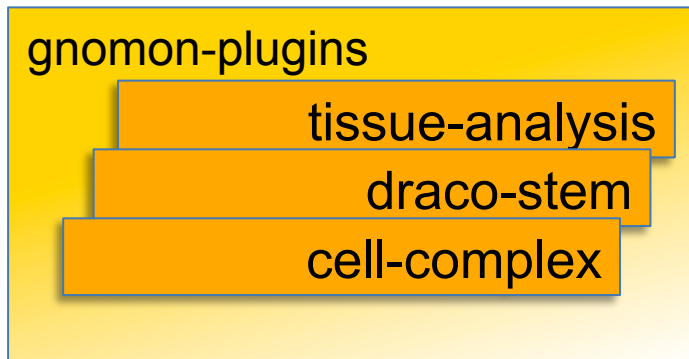 gnomon-plugins
tissue-analysis
draco-stem
cell-complex